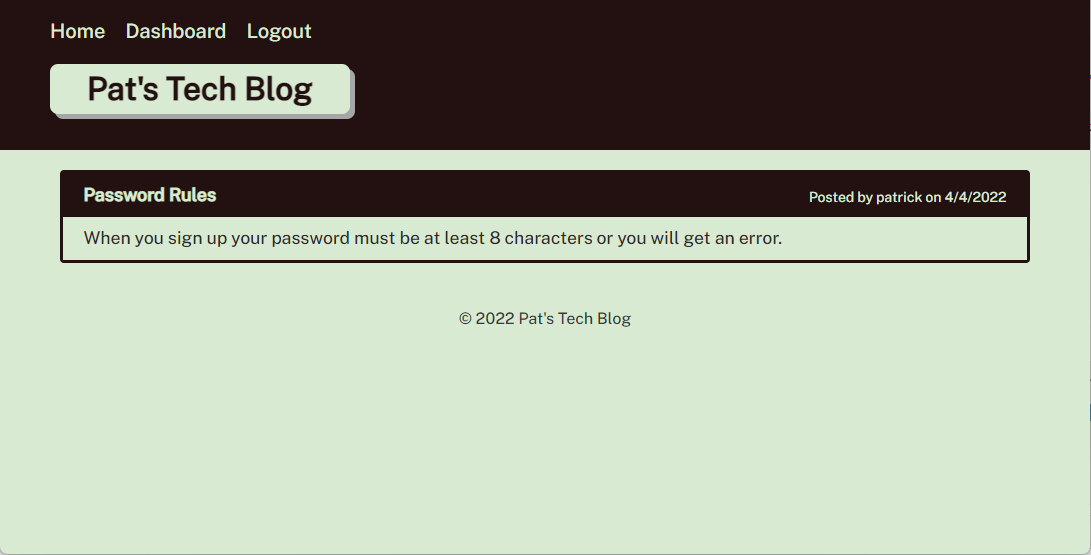 Home Dashboard Logout
Pat's Tech Blog
Password Rules Posted by patrick on 4/4/2022
When you sign up your password must be at least 8 characters or you will get an error.
© 2022 Pat's Tech Blog